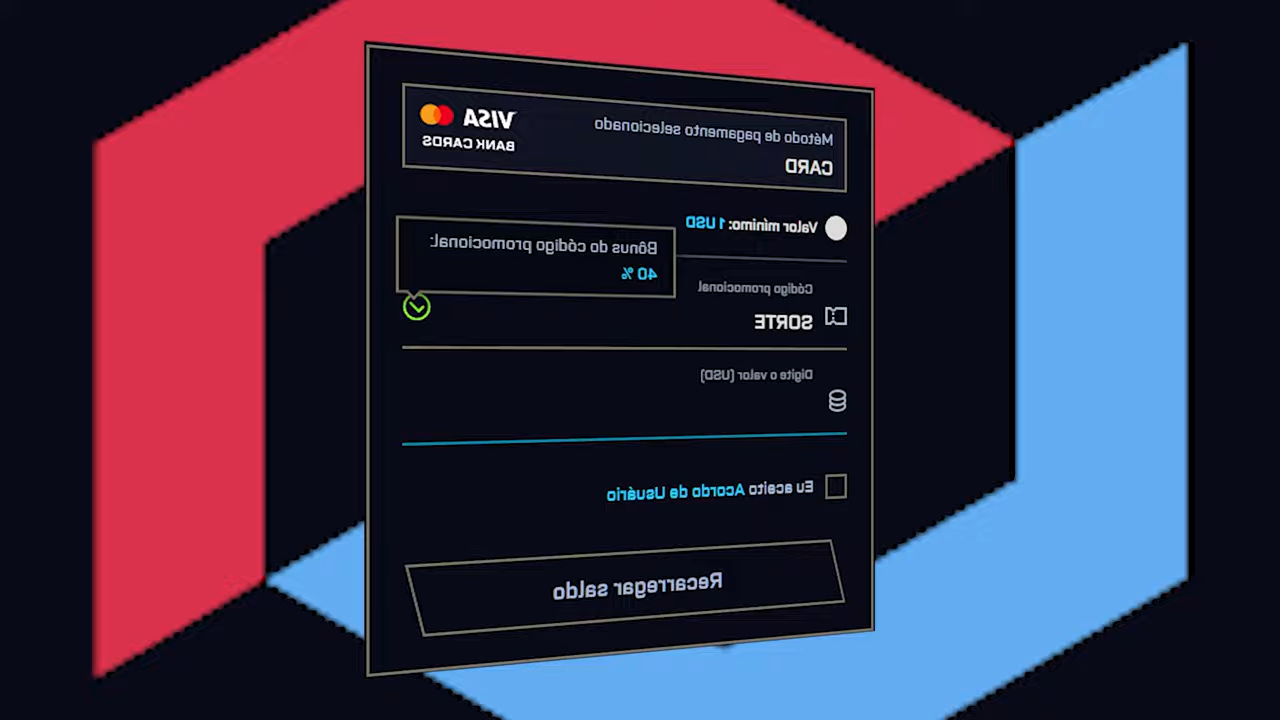 Método de pagamento selecionado
CARD
VISA
BANK CARDS
Valor mínimo: 1 USD
Bônus do código promocional:
40 %
Código promocional
SORTE
Digite o valor (USD)
Eu aceito Acordo de Usuário
Recarregar saldo